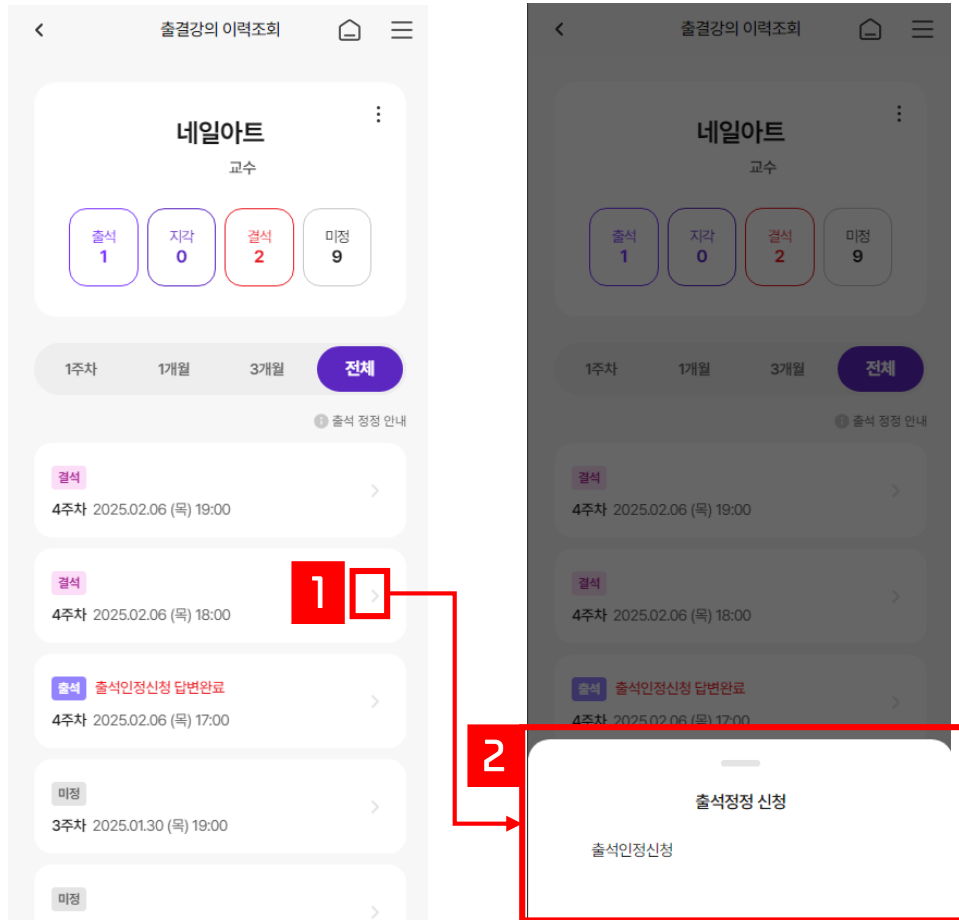 출결강의 이력조회
네일아트
교수
출석 지각 결석 미정
1 0 2 9
1주차 1개월 3개월 전체
출석 정정 안내
결석
4주차 2025.02.06 (목) 19:00
결석
4주차 2025.02.06 (목) 18:00
1
출석 출석인정신청 답변완료
4주차 2025.02.06 (목) 17:00
미정
3주차 2025.01.30 (목) 19:00
미정
출결강의 이력조회
네일아트
교수
출석 지각 결석 미정
1 0 2 9
1주차 1개월 3개월 전체
출석 정정 안내
결석
4주차 2025.02.06 (목) 19:00
결석
4주차 2025.02.06 (목) 18:00
출석 출석인정신청 답변완료
4주차 2025.02.06 (목) 17:00
2
출석정정 신청
출석인정신청